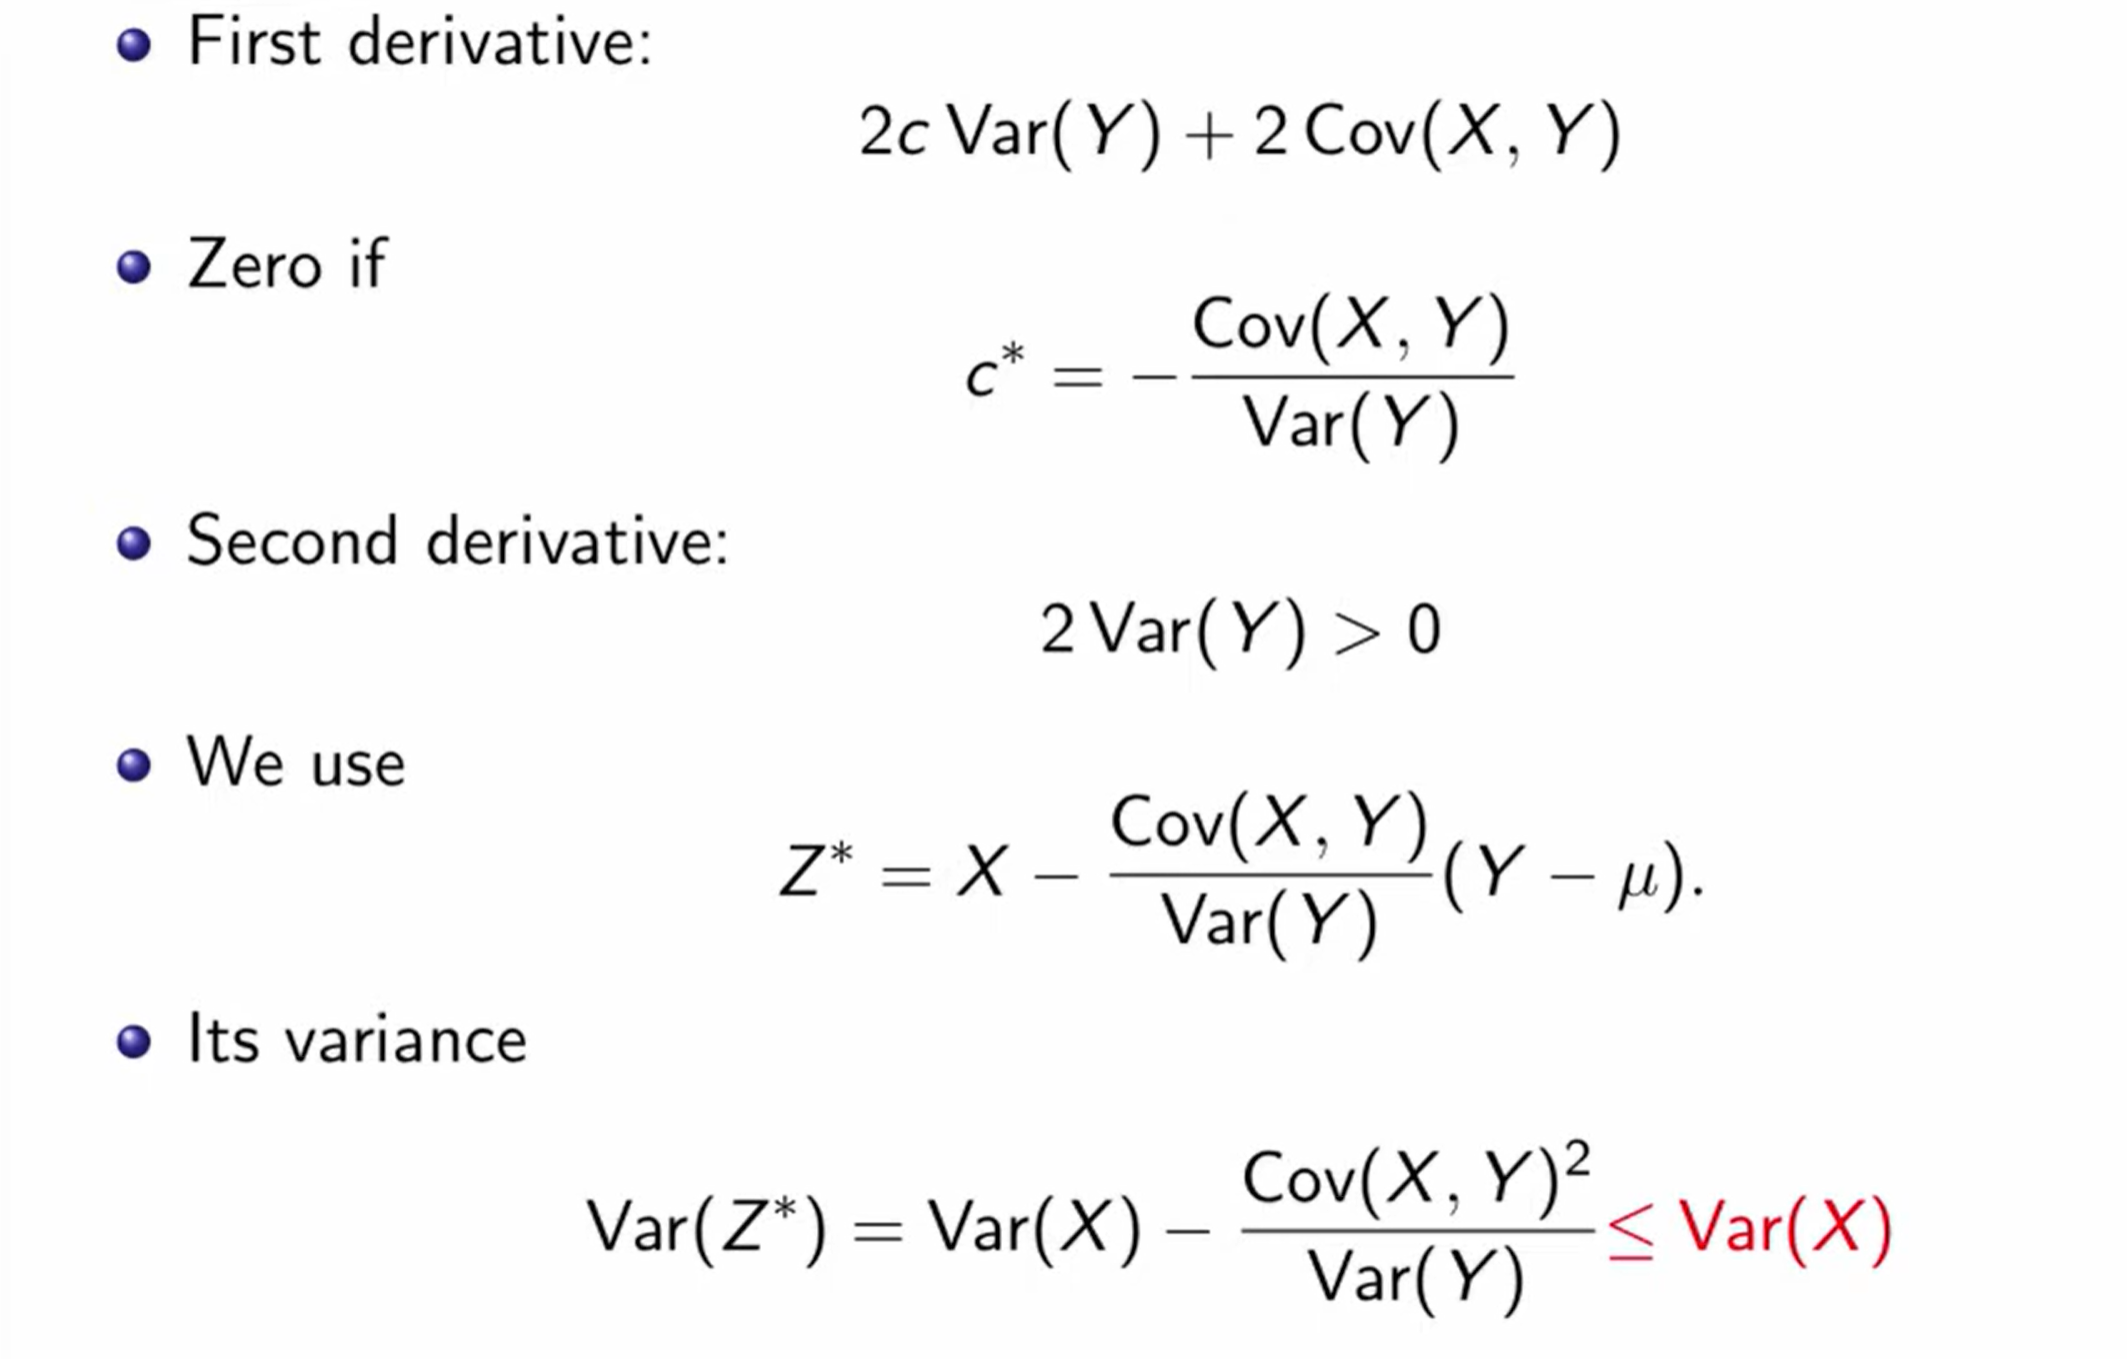 • First derivative:
2c Var(Y) + 2 Cov(X, Y)
• Zero if
c* = − Cov(X, Y) / Var(Y)
• Second derivative:
2 Var(Y) > 0
• We use
Z* = X − Cov(X, Y) / Var(Y) (Y − μ).
• Its variance
Var(Z*) = Var(X) − Cov(X, Y)² / Var(Y) ≤ Var(X)